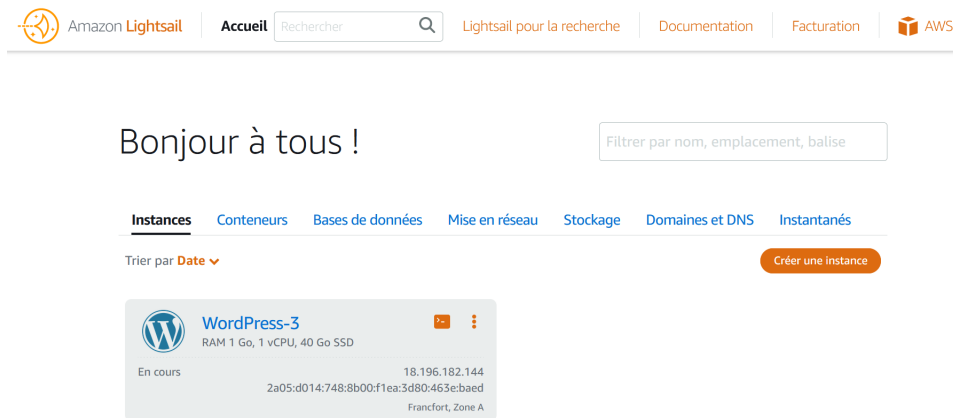 Amazon Lightsail Accueil Rechercher Lightsail pour la recherche Documentation Facturation AWS
Bonjour à tous !
Filtrer par nom, emplacement, balise
Instances Conteneurs Bases de données Mise en réseau Stockage Domaines et DNS Instantanés
Trier par Date
Créer une instance
WordPress-3
RAM 1 Go, 1 vCPU, 40 Go SSD
En cours 18.196.182.144
2a05:d014:748:8b00:f1ea:3d80:463e:baed
Francfort, Zone A